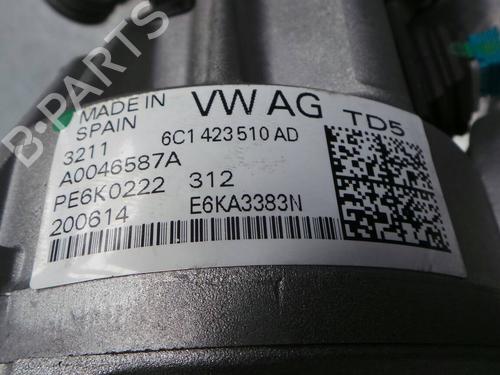 B-PARTS
MADE IN SPAIN VW AG TD5
3211 6C1 423 510 AD
A0046587A
PE6K0222 312
200614 E6KA3383N